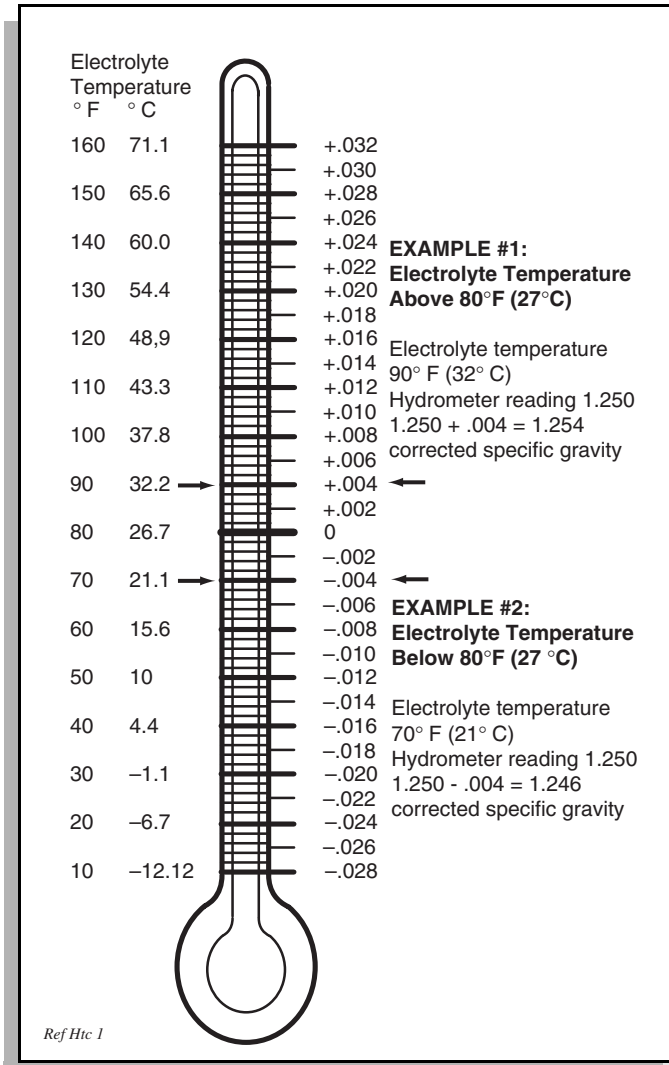 Electrolyte
Temperature
° F ° C
160 71.1 +.032
+.030
150 65.6 +.028
+.026
140 60.0 +.024
+.022
130 54.4 +.020
+.018
120 48,9 +.016
+.014
110 43.3 +.012
+.010
100 37.8 +.008
+.006
90 32.2 +.004
+.002
80 26.7 0
–.002
70 21.1 –.004
–.006
60 15.6 –.008
–.010
50 10 –.012
–.014
40 4.4 –.016
–.018
30 –1.1 –.020
–.022
20 –6.7 –.024
–.026
10 –12.12 –.028
EXAMPLE #1:
Electrolyte Temperature
Above 80°F (27°C)
Electrolyte temperature
90° F (32° C)
Hydrometer reading 1.250
1.250 + .004 = 1.254
corrected specific gravity
EXAMPLE #2:
Electrolyte Temperature
Below 80°F (27 °C)
Electrolyte temperature
70° F (21° C)
Hydrometer reading 1.250
1.250 - .004 = 1.246
corrected specific gravity
Ref Htc 1